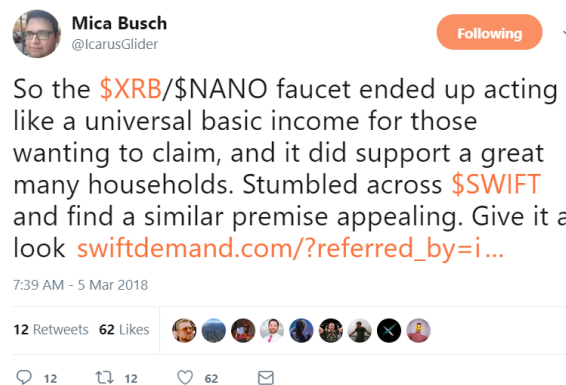 Mica Busch
@IcarusGlider
Following
So the $XRB/$NANO faucet ended up acting
like a universal basic income for those
wanting to claim, and it did support a great
many households. Stumbled across $SWIFT
and find a similar premise appealing. Give it a
look swiftdemand.com/?referred_by=i...
7:39 AM - 5 Mar 2018
12 Retweets 62 Likes
12 12 62